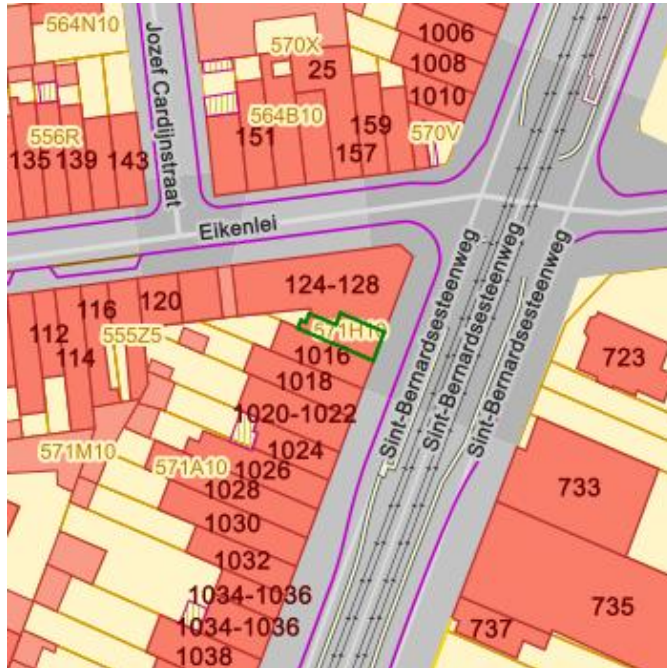 564N10
570X
1006
Jozef Cardijnstraat
25
1008
1010
564B10
556R
151
159
570V
135
139
143
157
Eikenlei
124-128
Sint-Bernardsesteenweg
Sint-Bernardsesteenweg
Sint-Bernardsesteenweg
116
120
571H10
112
555Z5
1016
723
114
1018
1020-1022
571M10
1024
571A10
1026
1028
733
1030
1032
1034-1036
735
1034-1036
737
1038